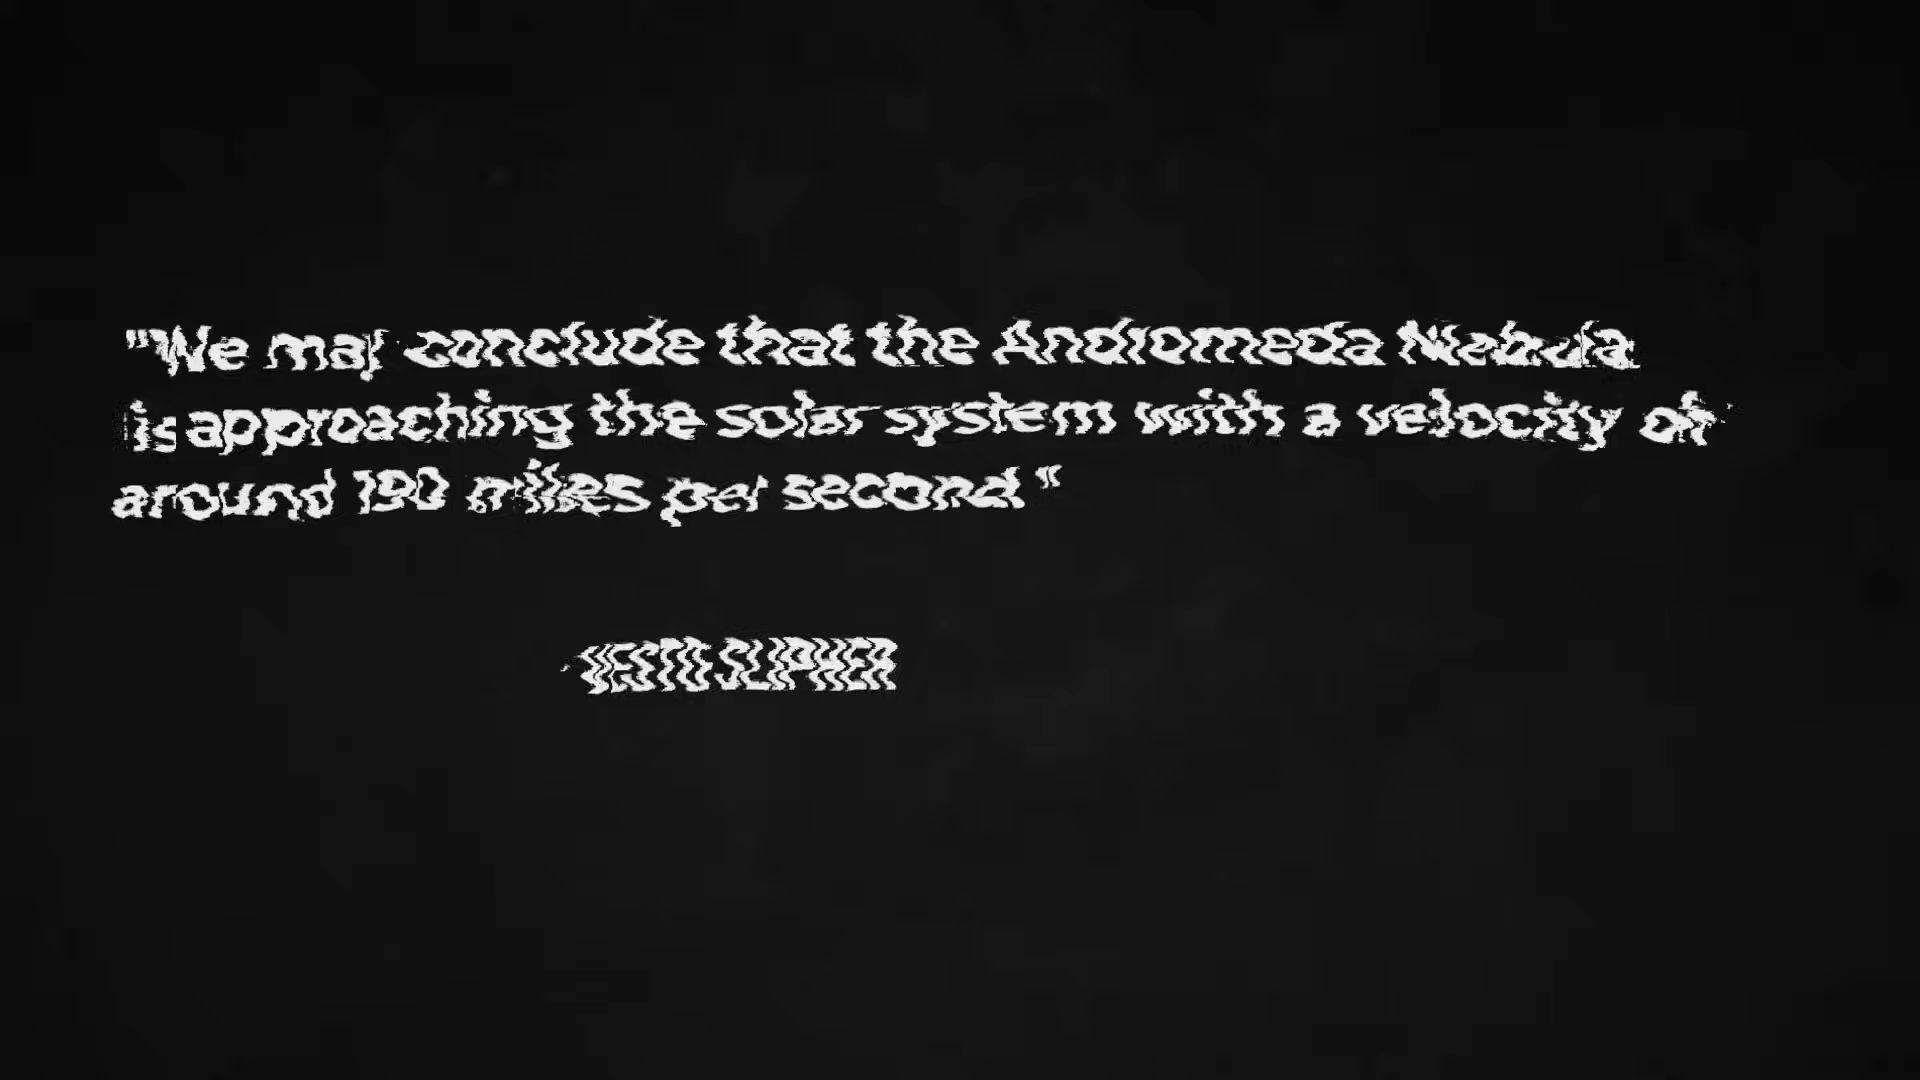 "We may conclude that the Andromeda Nebula
is approaching the solar system with a velocity of
around 190 miles per second."
- VESTO SLIPHER